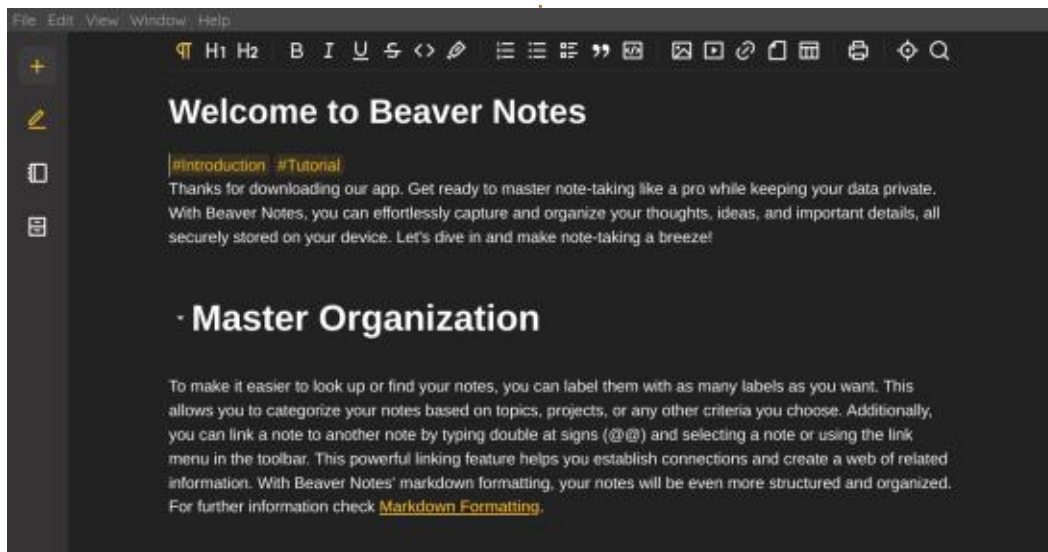 File Edit View Window Help
H1 H2 B I U S
Welcome to Beaver Notes
#Introduction #Tutorial
Thanks for downloading our app. Get ready to master note-taking like a pro while keeping your data private.
With Beaver Notes, you can effortlessly capture and organize your thoughts, ideas, and important details, all
securely stored on your device. Let's dive in and make note-taking a breeze!
Master Organization
To make it easier to look up or find your notes, you can label them with as many labels as you want. This
allows you to categorize your notes based on topics, projects, or any other criteria you choose. Additionally,
you can link a note to another note by typing double at signs (@@) and selecting a note or using the link
menu in the toolbar. This powerful linking feature helps you establish connections and create a web of related
information. With Beaver Notes' markdown formatting, your notes will be even more structured and organized.
For further information check Markdown Formatting.